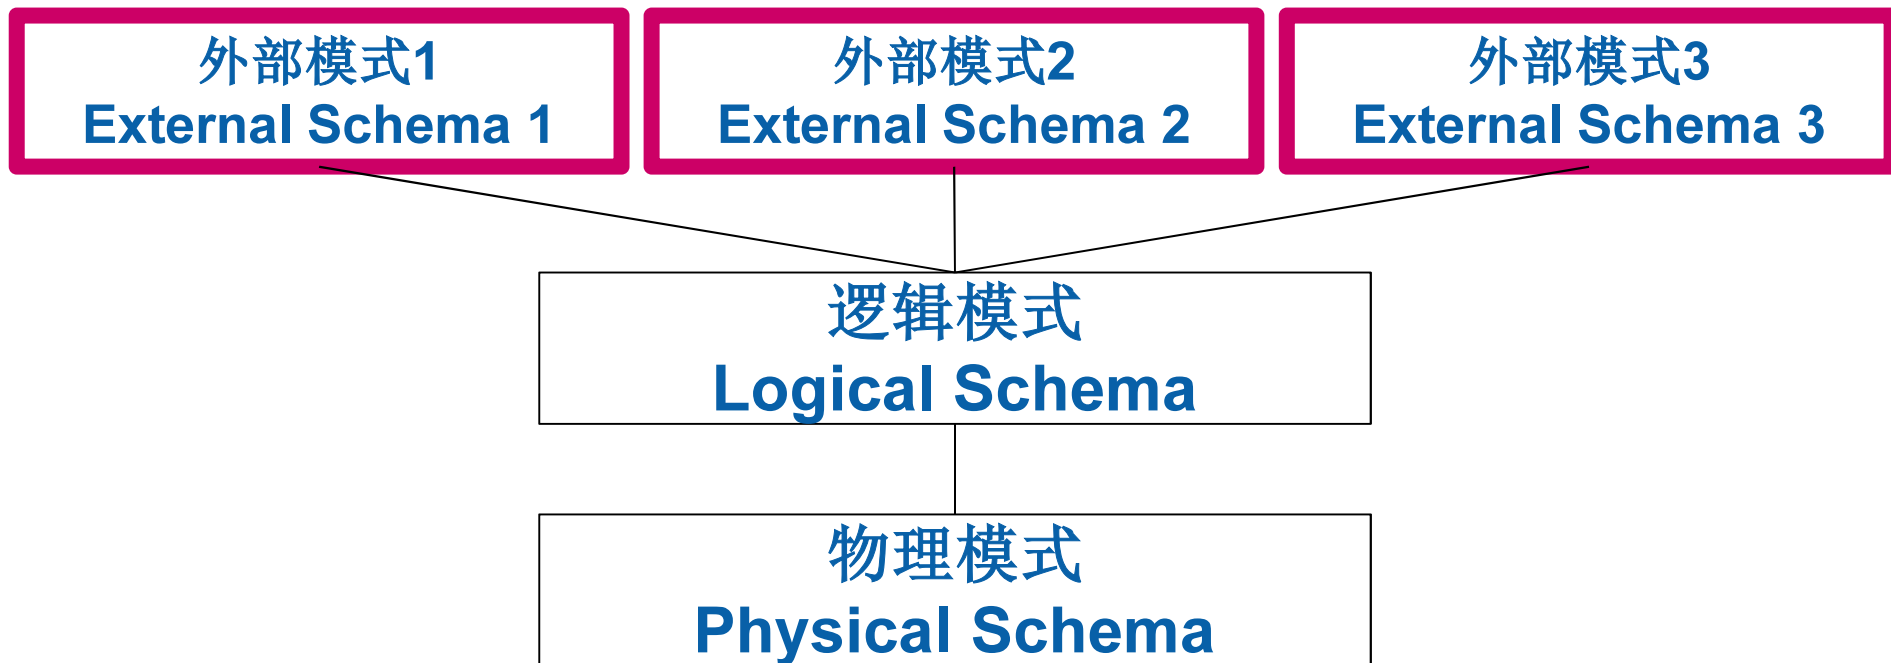 外部模式1
External Schema 1
外部模式2
External Schema 2
外部模式3
External Schema 3
逻辑模式
Logical Schema
物理模式
Physical Schema